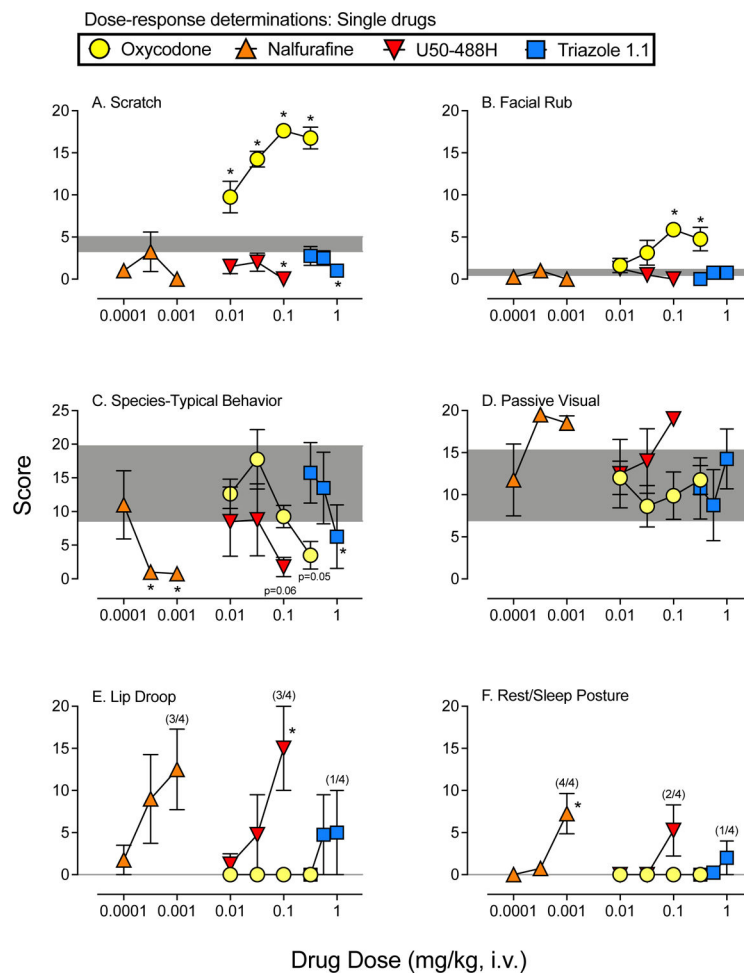 Dose-response determinations: Single drugs
Oxycodone Nalfurafine U50-488H Triazole 1.1
A. Scratch B. Facial Rub
20 20
* * * *
15 15
10 10
* *
5 5
0 0
* *
0.0001 0.001 0.01 0.1 1 0.0001 0.001 0.01 0.1 1
C. Species-Typical Behavior D. Passive Visual
25 20
20 15
15 10
10 5
5 0
0
* * p=0.06 p=0.05 *
0.0001 0.001 0.01 0.1 1 0.0001 0.001 0.01 0.1 1
Score
E. Lip Droop F. Rest/Sleep Posture
20 20
(3/4) (3/4) * (1/4)
15 15
10 10
(4/4) * (2/4) (1/4)
5 5
0 0
0.0001 0.001 0.01 0.1 1 0.0001 0.001 0.01 0.1 1
Drug Dose (mg/kg, i.v.)